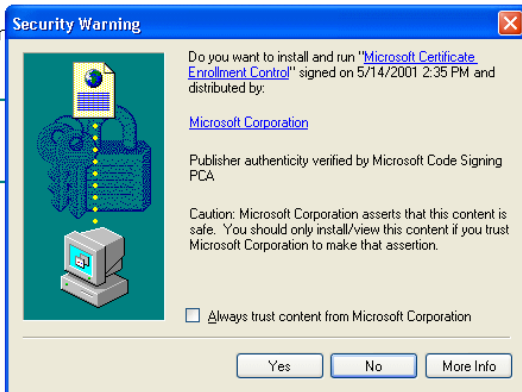 Security Warning
Do you want to install and run "Microsoft Certificate
Enrollment Control" signed on 5/14/2001 2:35 PM and
distributed by:
Microsoft Corporation
Publisher authenticity verified by Microsoft Code Signing
PCA
Caution: Microsoft Corporation asserts that this content is
safe.  You should only install/view this content if you trust
Microsoft Corporation to make that assertion.
Always trust content from Microsoft Corporation
Yes No More Info